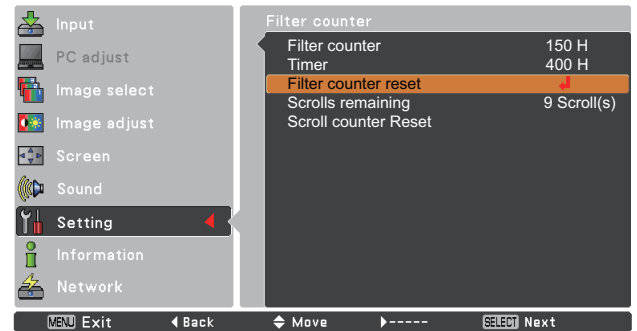 Input
PC adjust
Image select
Image adjust
Screen
Sound
Setting
Information
Network
Filter counter
Filter counter 150 H
Timer 400 H
Filter counter reset
Scrolls remaining 9 Scroll(s)
Scroll counter Reset
MENU Exit Back Move ----- SELECT Next